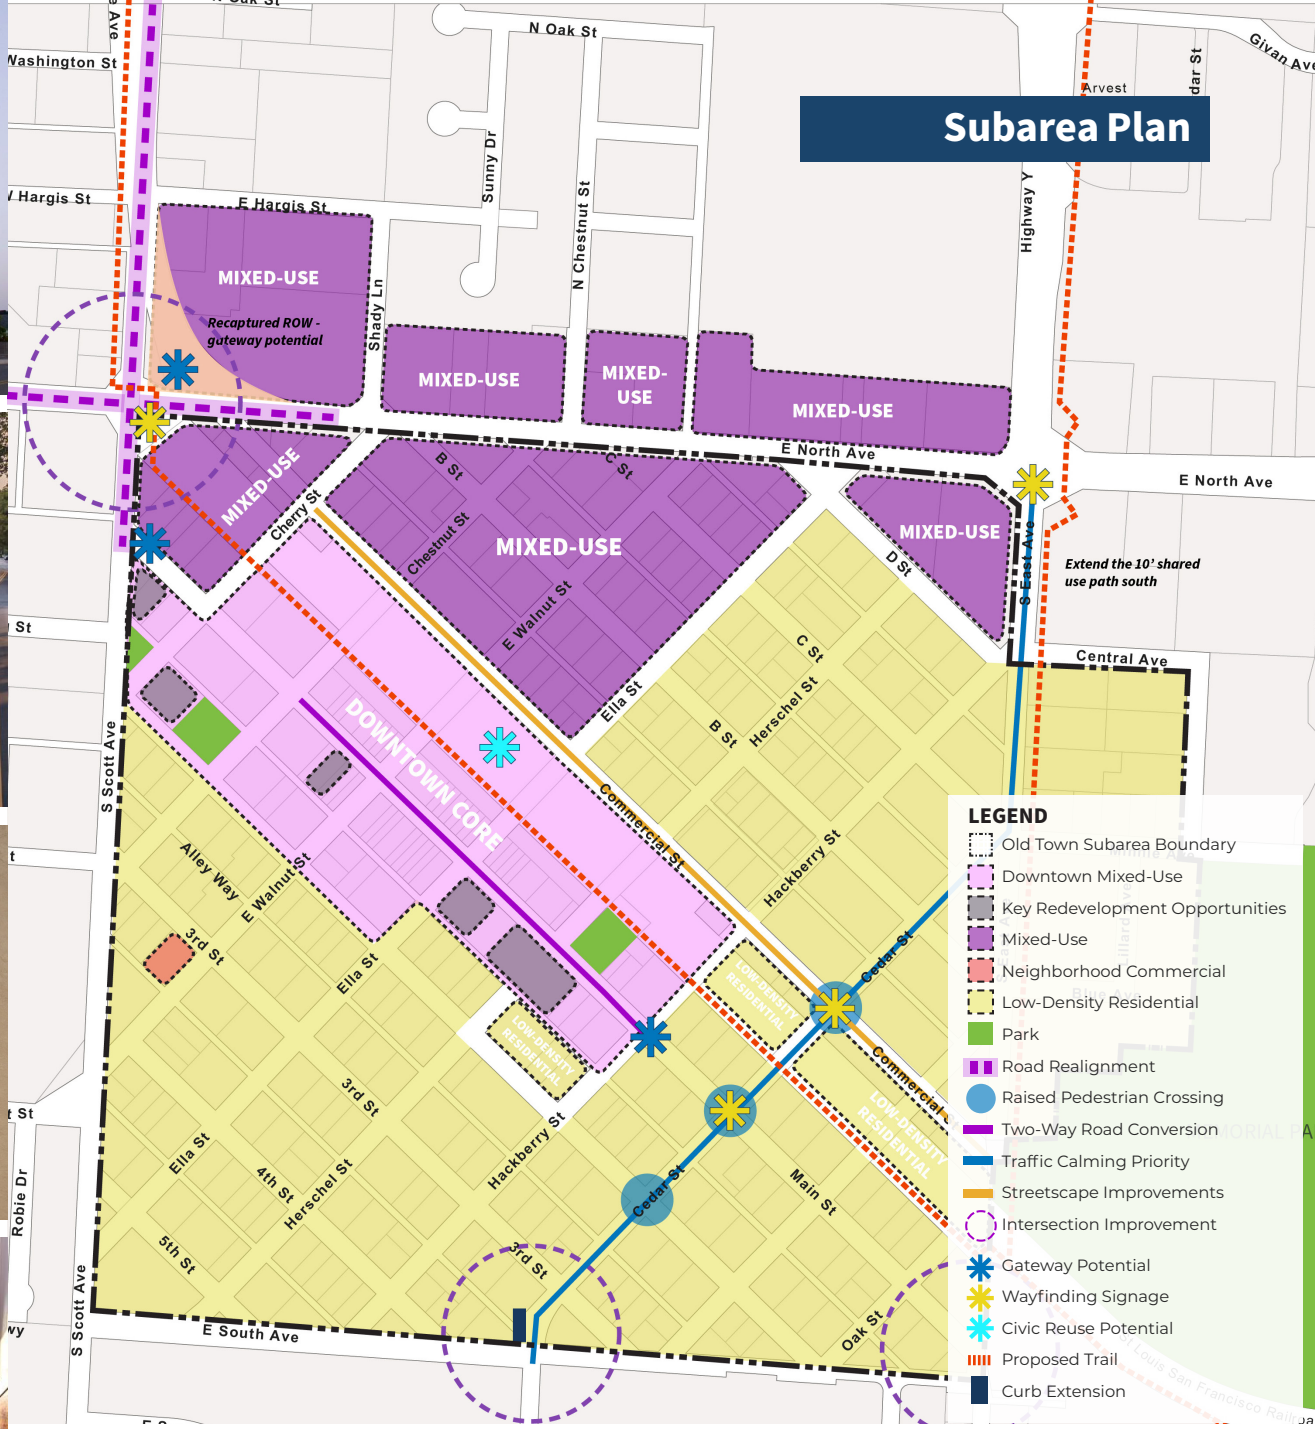 N Oak St
Givan Ave
Washington St
Arvest
Subarea Plan
Sunny Dr
N Chestnut St
Highway Y
W Hargis St
E Hargis St
MIXED-USE
Shady Ln
Recaptured ROW -
gateway potential
MIXED-USE
MIXED-
USE
MIXED-USE
E North Ave
E North Ave
MIXED-USE
Cherry St
B St
C St
Chestnut St
MIXED-USE
E Walnut St
MIXED-USE
D St
S East Ave
Extend the 10' shared
use path south
Central Ave
C St
Herschel St
B St
Ella St
DOWNTOWN CORE
Commercial St
S Scott Ave
Hackberry St
Alley Way
E Walnut St
3rd St
Ella St
Cedar St
LOW-DENSITY
RESIDENTIAL
LOW-DENSITY
RESIDENTIAL
Commercial S
LOW-DENSITY
RESIDENTIAL
3rd St
Hackberry St
Ella St
4th St
Herschel St
Cedar St
Main St
Robie Dr
5th St
3rd St
S Scott Ave
E South Ave
Oak St
LEGEND
Old Town Subarea Boundary
Downtown Mixed-Use
Key Redevelopment Opportunities
Mixed-Use
Neighborhood Commercial
Low-Density Residential
Park
Road Realignment
Raised Pedestrian Crossing
Two-Way Road Conversion
Traffic Calming Priority
Streetscape Improvements
Intersection Improvement
Gateway Potential
Wayfinding Signage
Civic Reuse Potential
Proposed Trail
Curb Extension
St Louis San Francisco Railroa